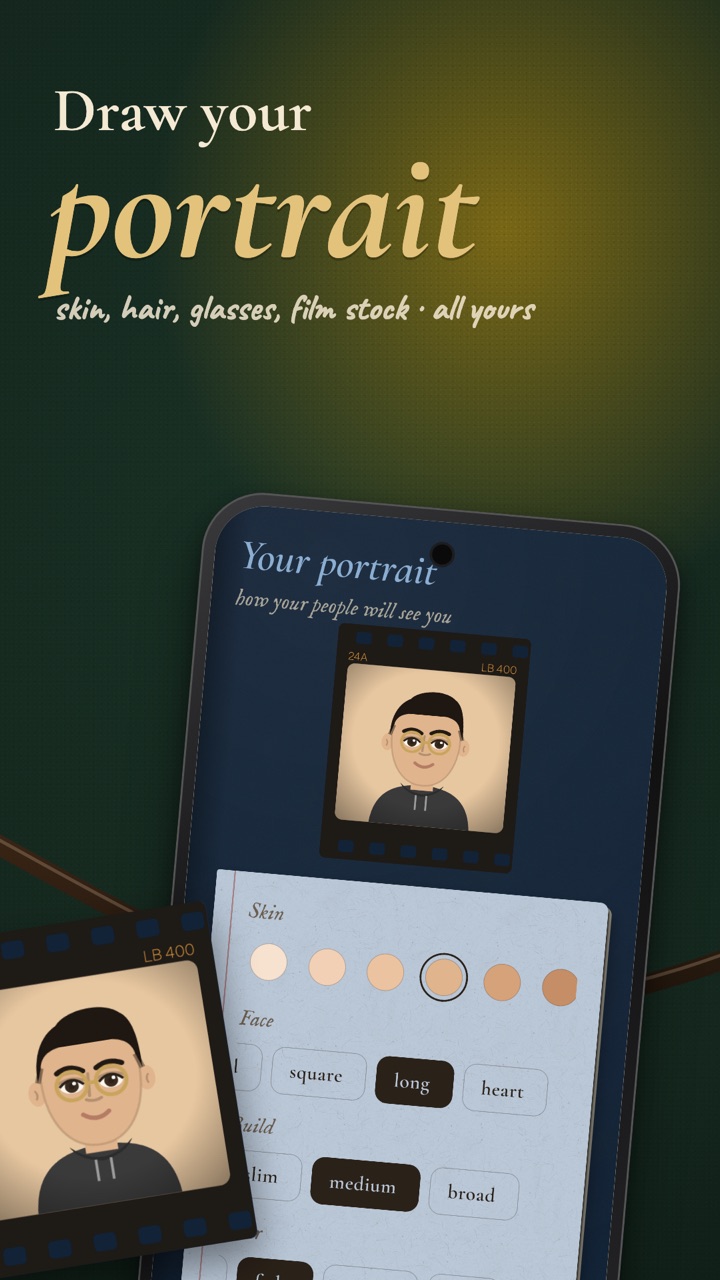 Draw your
portrait
skin, hair, glasses, film stock · all yours
Your portrait
how your people will see you
24A
LB 400
Skin
LB 400
Face
square
long
heart
medium
broad